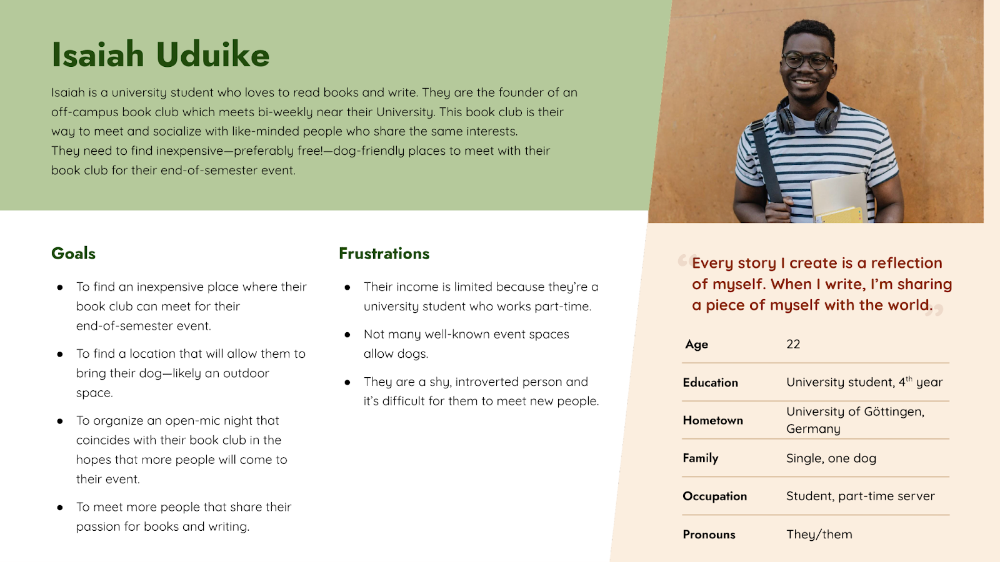 Isaiah Uduike
Isaiah is a university student who loves to read books and write. They are the founder of an
off-campus book club which meets bi-weekly near their University. This book club is their
way to meet and socialize with like-minded people who share the same interests.
They need to find inexpensive—preferably free!—dog-friendly places to meet with their
book club for their end-of-semester event.
Goals
● To find an inexpensive place where their
book club can meet for their
end-of-semester event.
● To find a location that will allow them to
bring their dog—likely an outdoor
space.
● To organize an open-mic night that
coincides with their book club in the
hopes that more people will come to
their event.
● To meet more people that share their
passion for books and writing.
Frustrations
● Their income is limited because they’re a
university student who works part-time.
● Not many well-known event spaces
allow dogs.
● They are a shy, introverted person and
it’s difficult for them to meet new people.
“Every story I create is a reflection
of myself. When I write, I’m sharing
a piece of myself with the world.”
Age 22
Education University student, 4th year
Hometown University of Göttingen,
Germany
Family Single, one dog
Occupation Student, part-time server
Pronouns They/them